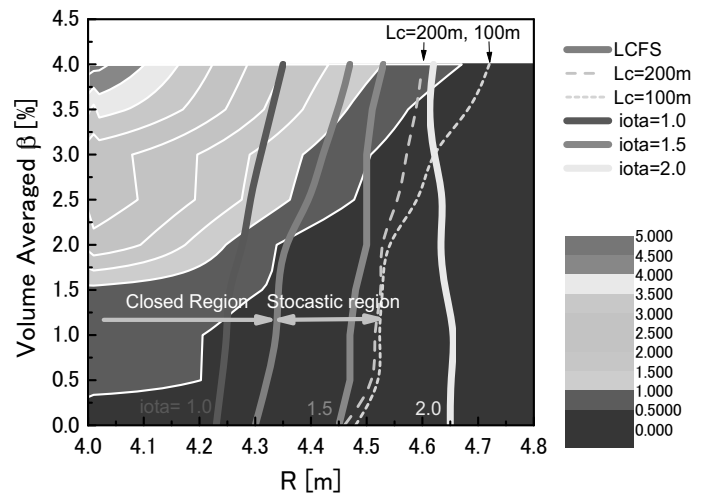 Lc=200m, 100m
4.5
4.0
3.5
3.0
2.5
2.0
1.5
1.0
0.5
0.0
Volume Averaged β [%]
Closed Region
Stocastic region
iota= 1.0
1.5
2.0
4.0 4.1 4.2 4.3 4.4 4.5 4.6 4.7 4.8
R [m]
LCFS
Lc=200m
Lc=100m
iota=1.0
iota=1.5
iota=2.0
5.000
4.500
4.000
3.500
3.000
2.500
2.000
1.500
1.000
0.5000
0.000